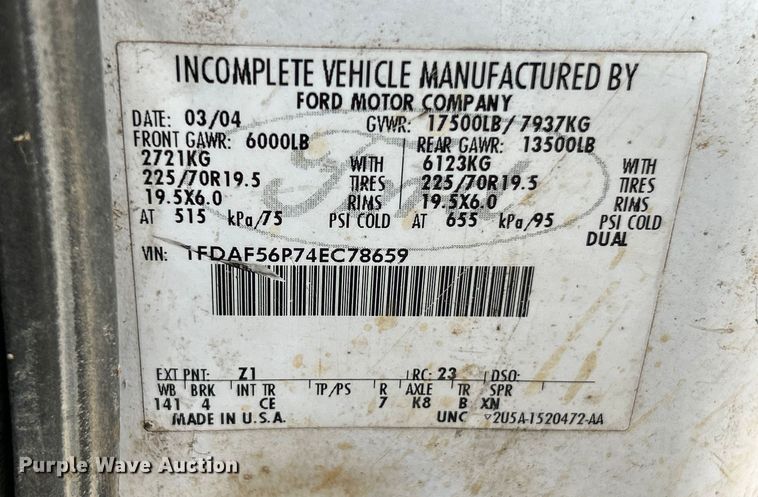 INCOMPLETE VEHICLE MANUFACTURED BY
FORD MOTOR COMPANY
DATE: 03/04 GVWR: 17500LB/7937KG
FRONT GAWR: 6000LB REAR GAWR: 13500LB
2721KG WITH 6123KG WITH
225/70R19.5 TIRES 225/70R19.5 TIRES
19.5X6.0 RIMS 19.5X6.0 RIMS
AT 515 kPa/75 PSI COLD AT 655 kPa/95 PSI COLD
DUAL
VIN: 1FDAF56P74EC78659
Ford
EXT PNT: Z1 RC: 23 DSO:
WB BRK INT TR TP/PS R AXLE TR SPR
141 4 CE 7 K8 B XN
MADE IN U.S.A. UNC 2U5A-1520472-AA
Purple Wave Auction